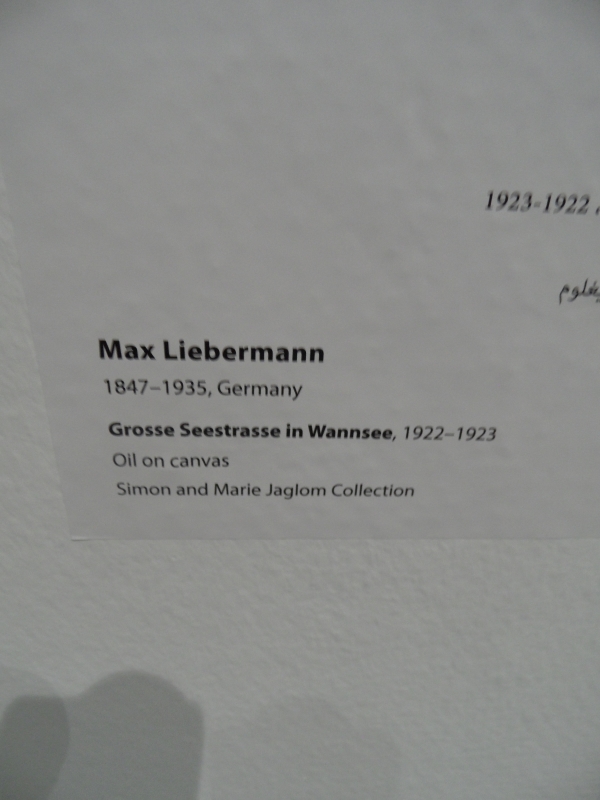 1923-1922 ,
يغلوم
Max Liebermann
1847–1935, Germany
Grosse Seestrasse in Wannsee, 1922–1923
Oil on canvas
Simon and Marie Jaglom Collection